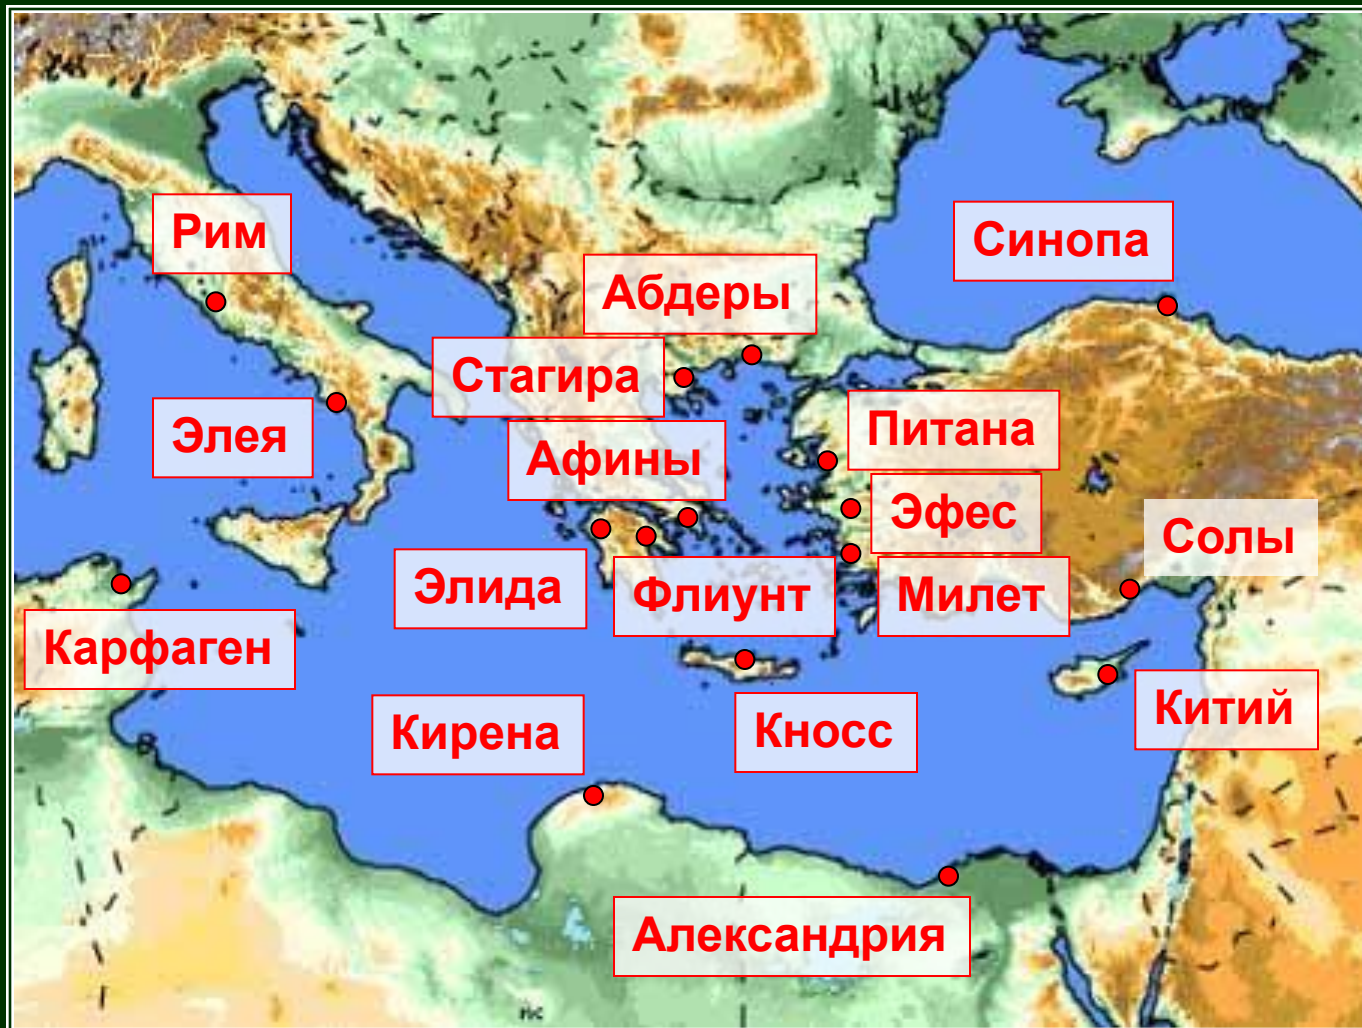 Рим
Синопа
Абдеры
Стагира
Питана
Элея
Афины
Эфес
Солы
Элида
Флиунт
Милет
Карфаген
Китий
Кирена
Кносс
Александрия